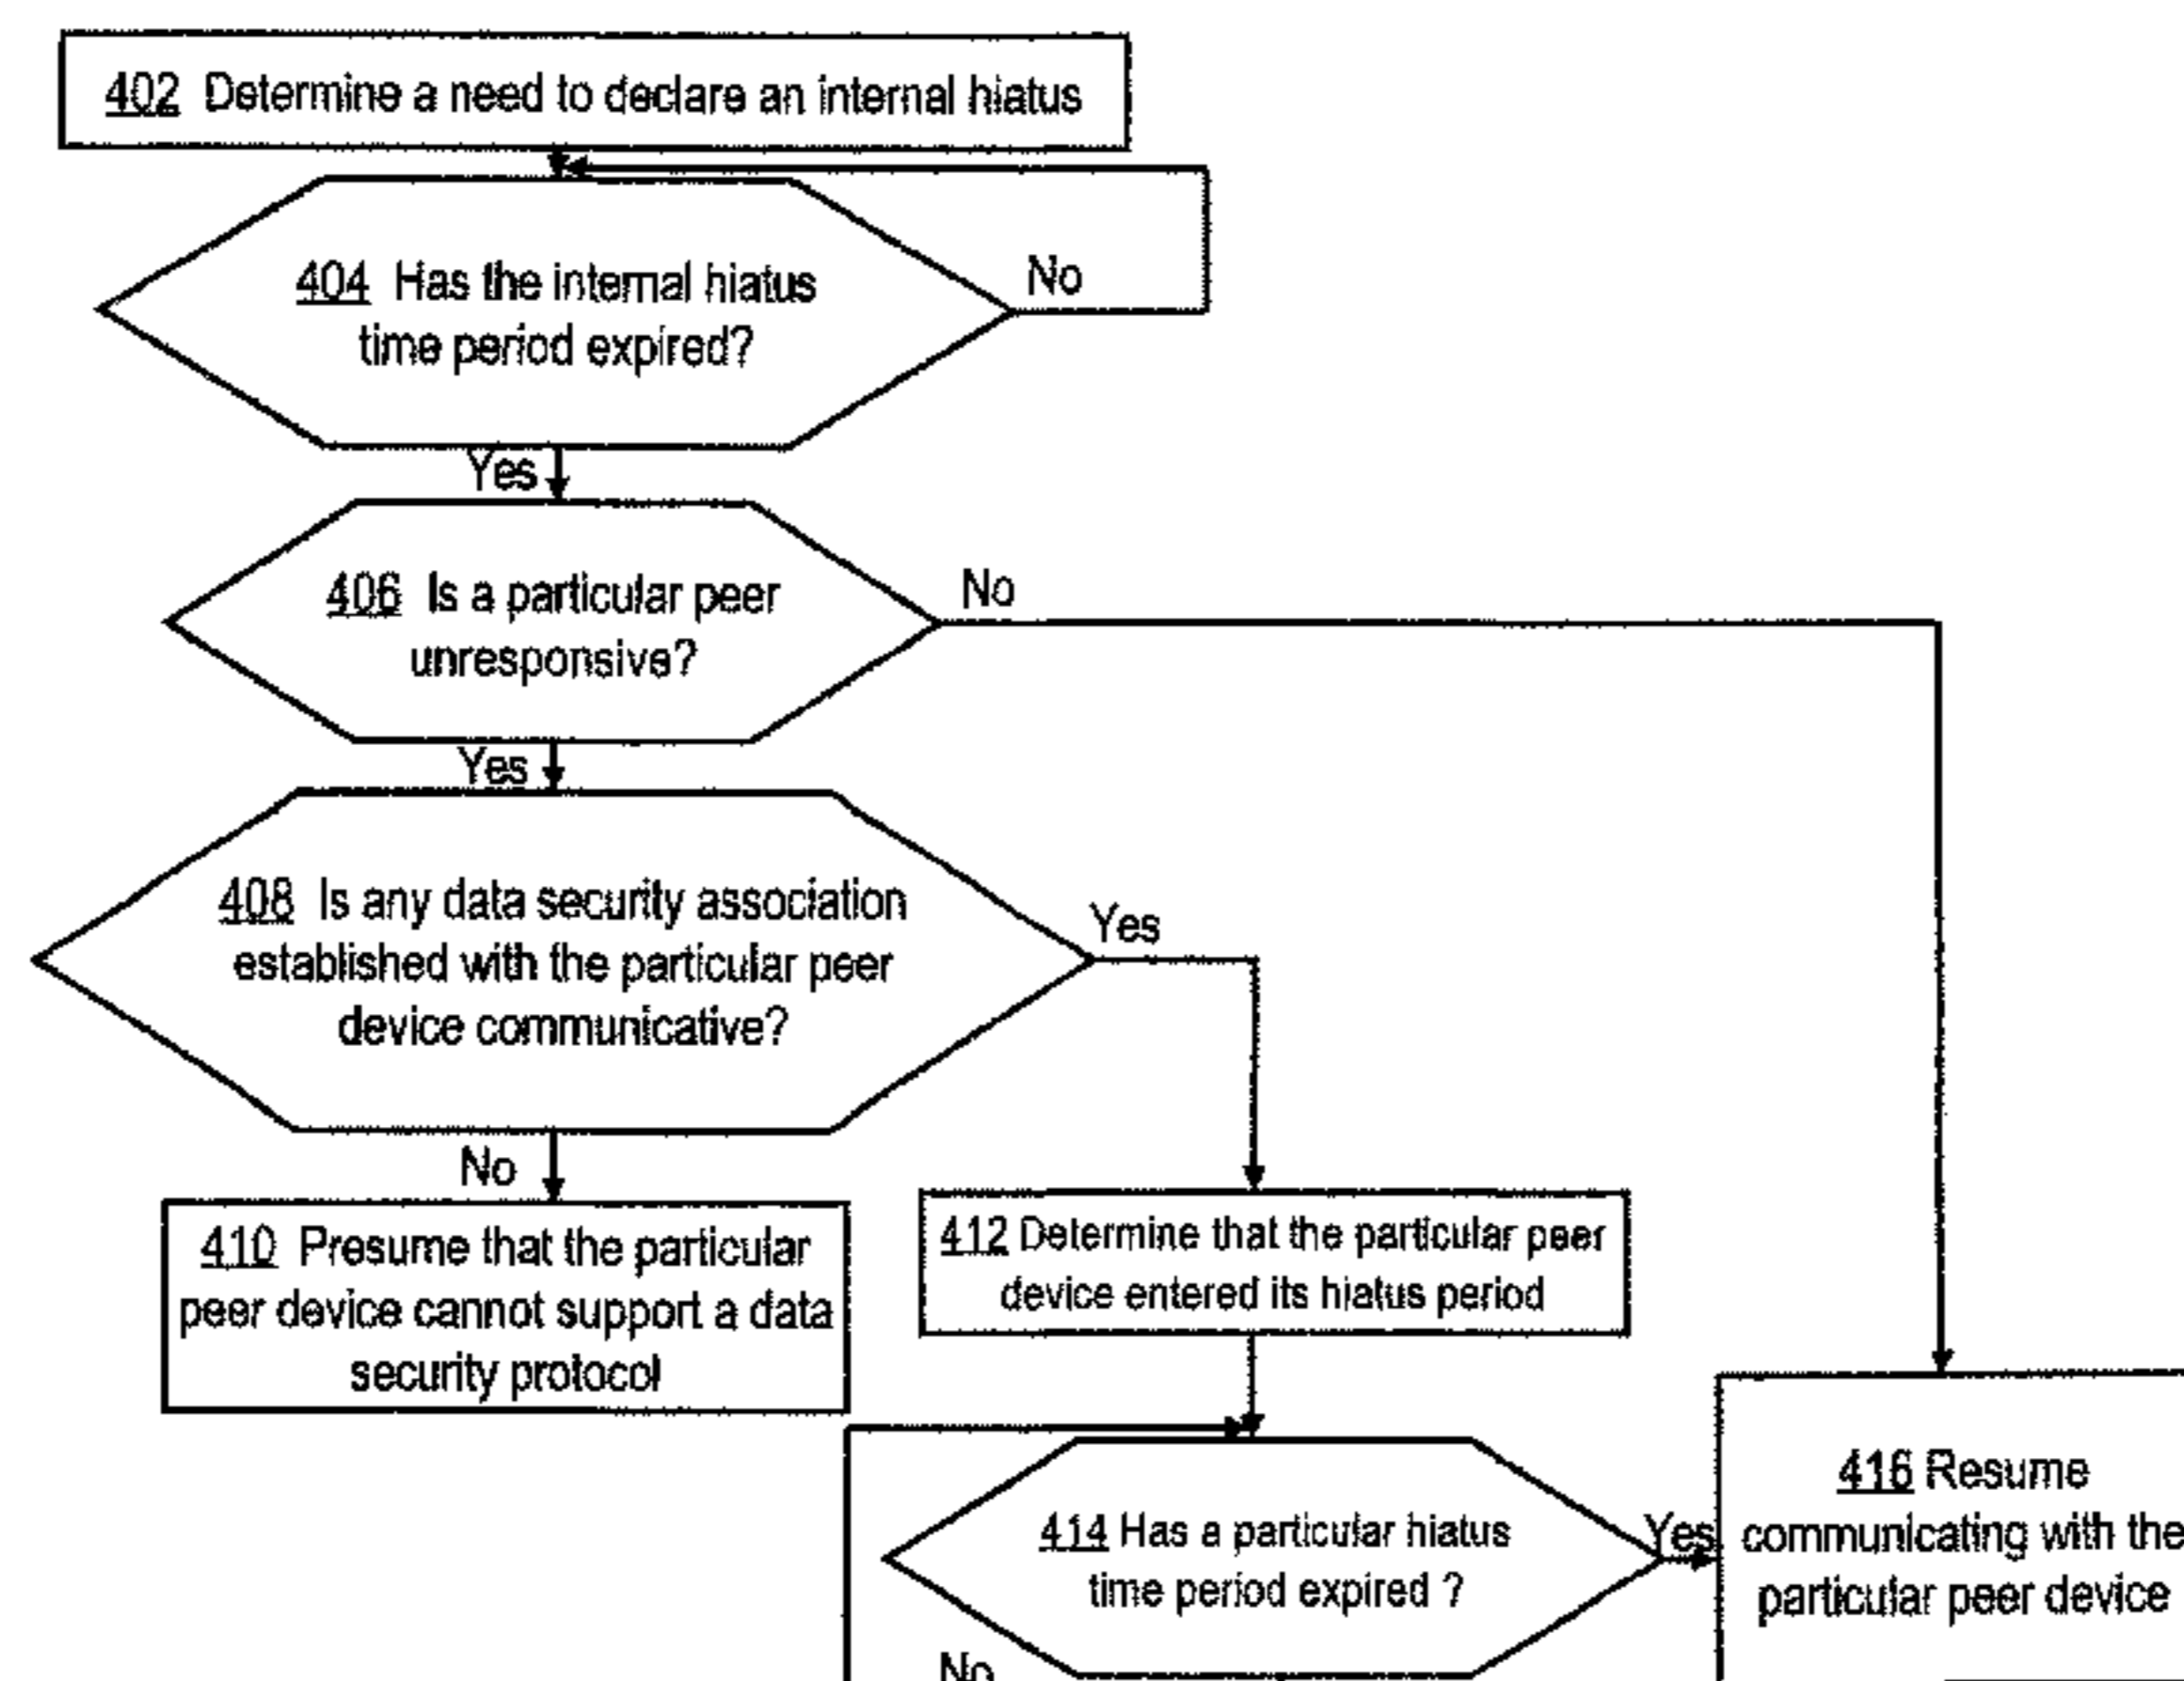 402 Determine a need to declare an internal hiatus
404 Has the internal hiatus
time period expired?
No
Yes
406 Is a particular peer
unresponsive?
No
Yes
408 Is any data security association
established with the particular peer
device communicative?
Yes
No
410 Presume that the particular
peer device cannot support a data
security protocol
412 Determine that the particular peer
device entered its hiatus period
414 Has a particular hiatus
time period expired ?
Yes
No
416 Resume
communicating with the
particular peer device